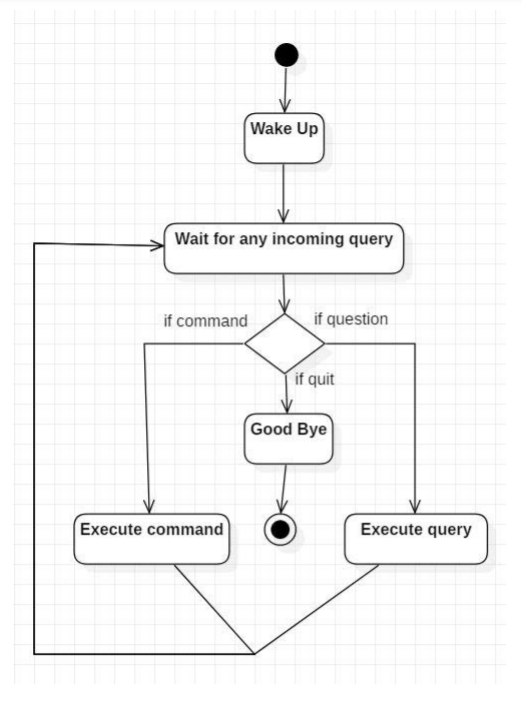 Wake Up
Wait for any incoming query
if command
if question
if quit
Good Bye
Execute command
Execute query